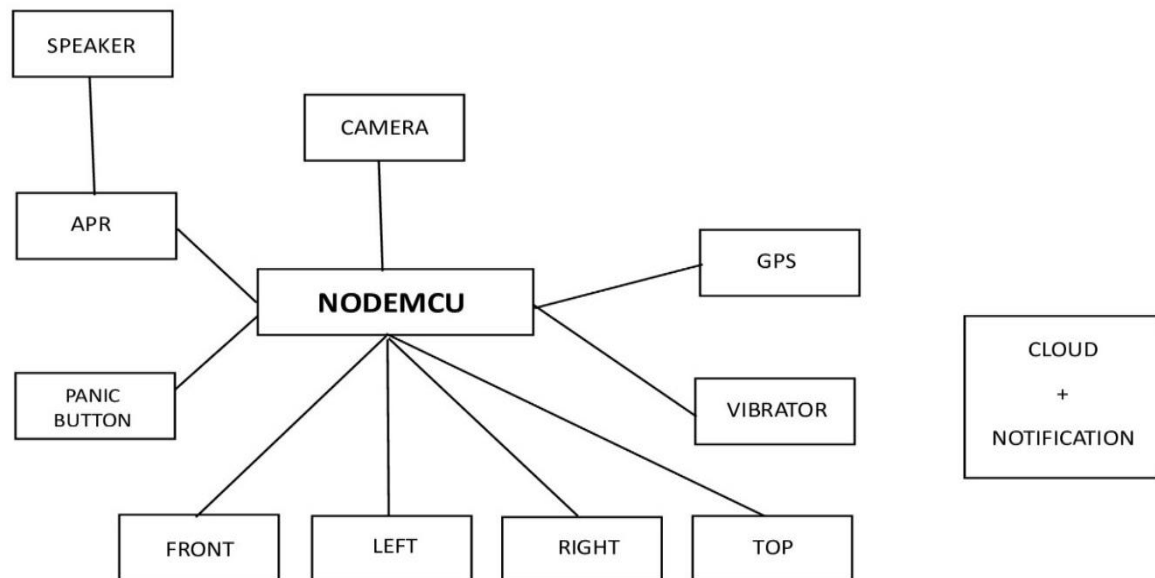 SPEAKER
CAMERA
APR
GPS
NODEMCU
CLOUD
+
NOTIFICATION
PANIC
BUTTON
VIBRATOR
FRONT
LEFT
RIGHT
TOP